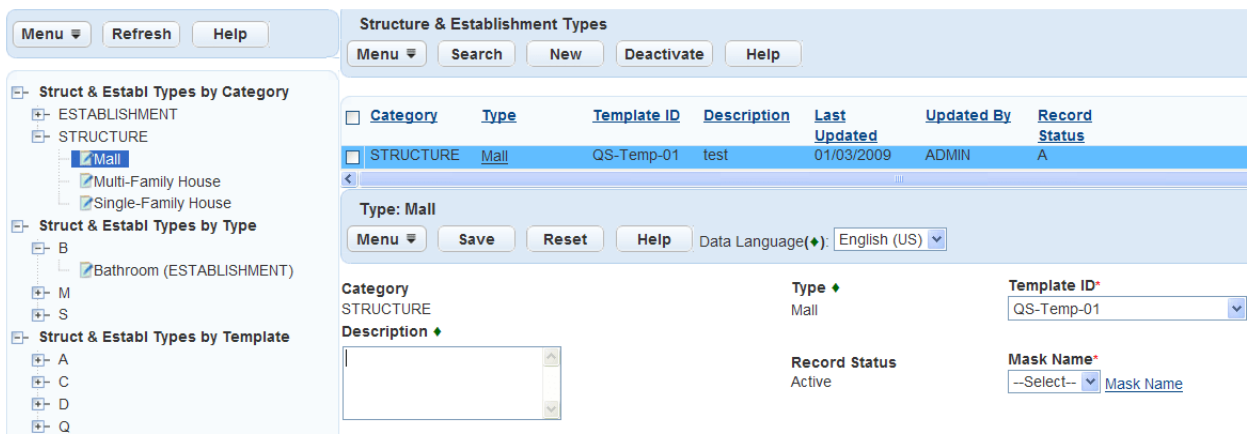 Menu Refresh Help
Struct & Establ Types by Category
ESTABLISHMENT
STRUCTURE
Mall
Multi-Family House
Single-Family House
Struct & Establ Types by Type
B
Bathroom (ESTABLISHMENT)
M
S
Struct & Establ Types by Template
A
C
D
Q
Structure & Establishment Types
Menu Search New Deactivate Help
Category Type Template ID Description Last Updated Updated By Record Status
STRUCTURE Mall QS-Temp-01 test 01/03/2009 ADMIN A
Type: Mall
Menu Save Reset Help Data Language(♦): English (US)
Category
STRUCTURE
Type ♦
Mall
Template ID*
QS-Temp-01
Description ♦
Record Status
Active
Mask Name*
--Select-- Mask Name